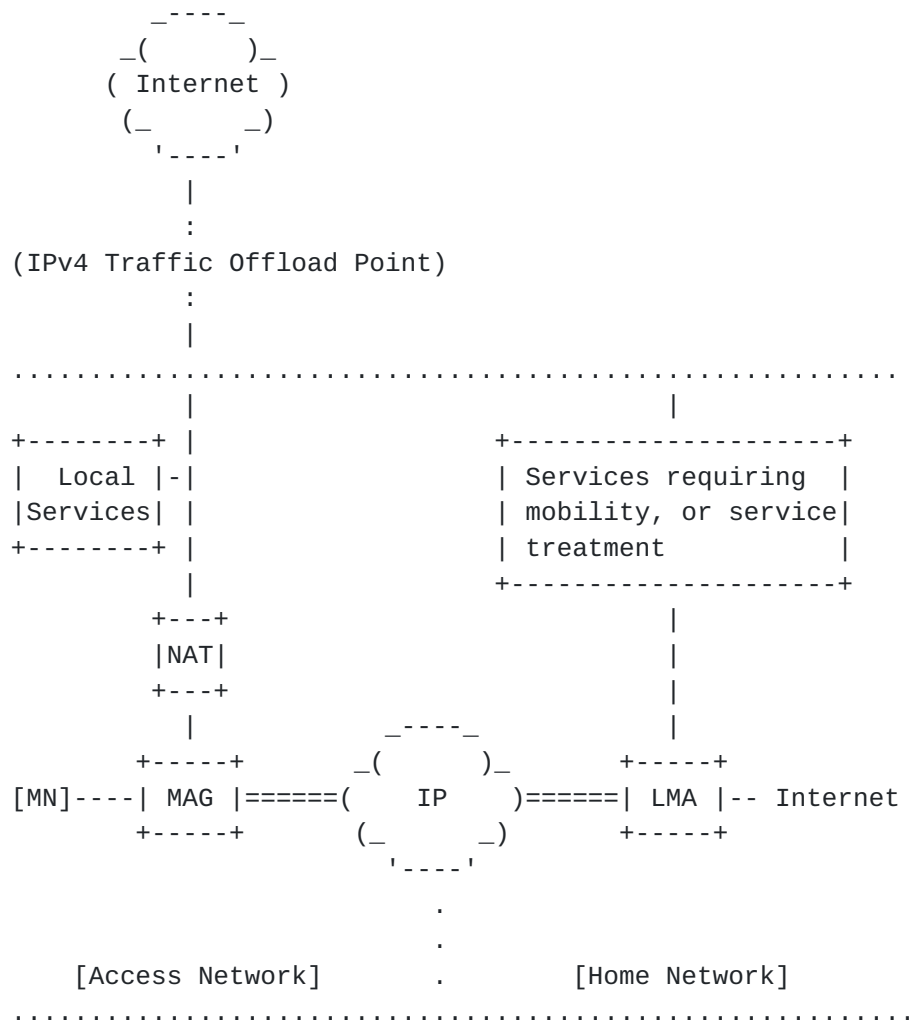 Internet
(IPv4 Traffic Offload Point)
Local
Services
Services requiring
mobility, or service
treatment
NAT
[MN] MAG IP LMA -- Internet
[Access Network] [Home Network]